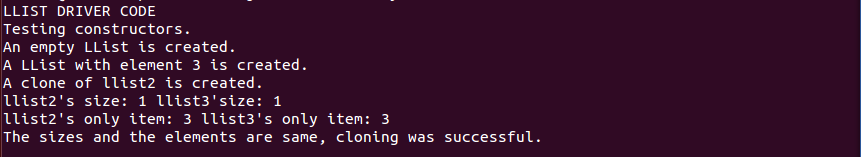 LLIST DRIVER CODE
Testing constructors.
An empty LList is created.
A LList with element 3 is created.
A clone of llist2 is created.
llist2's size: 1 llist3'size: 1
llist2's only item: 3 llist3's only item: 3
The sizes and the elements are same, cloning was successful.